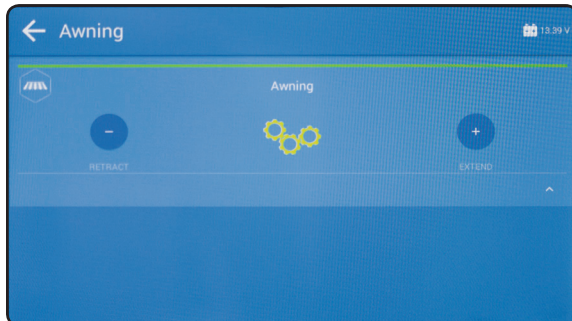 Awning
13.39 V
Awning
− +
RETRACT EXTEND